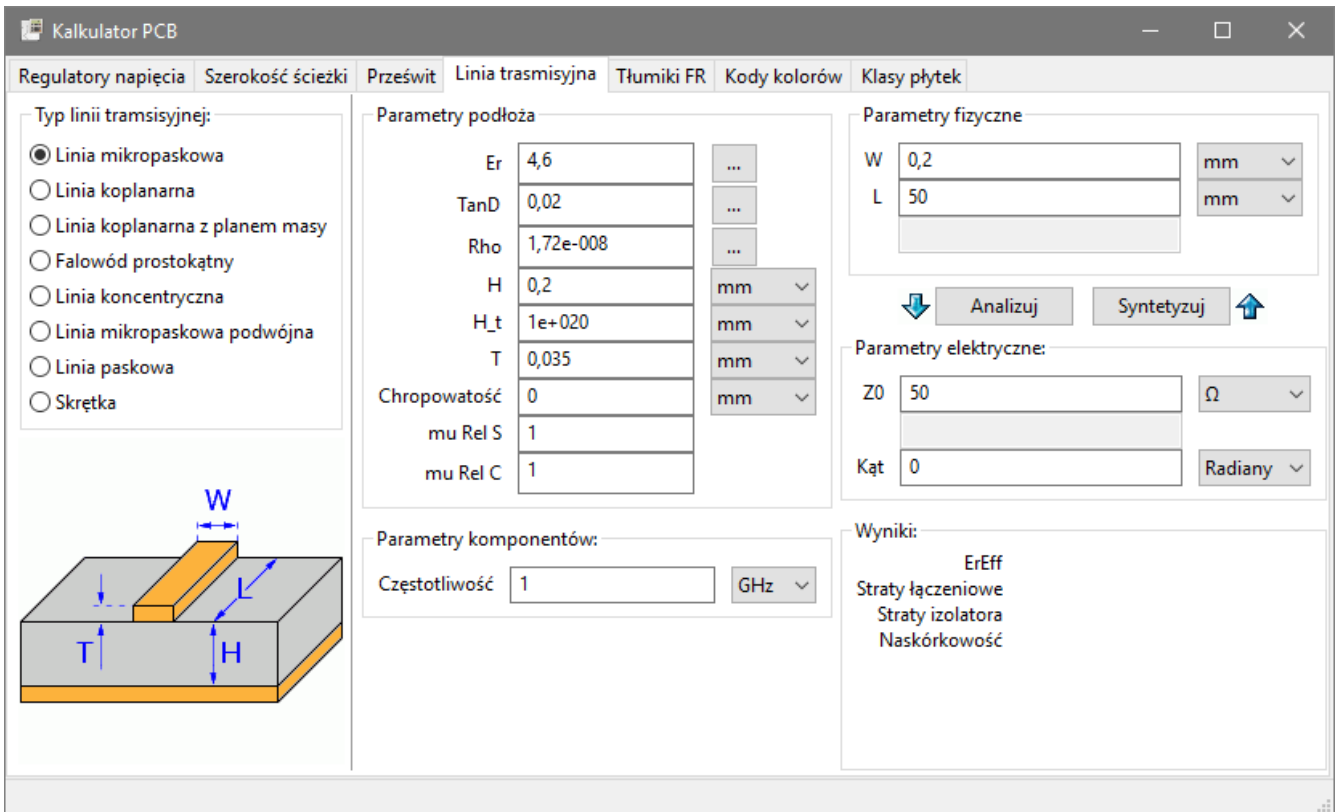 Kalkulator PCB
Regulatory napięcia Szerokość ścieżki Prześwit Linia trasmisyjna Tłumiki FR Kody kolorów Klasy płytek
Typ linii tramsisyjnej:
Linia mikropaskowa
Linia koplanarna
Linia koplanarna z planem masy
Falowód prostokątny
Linia koncentryczna
Linia mikropaskowa podwójna
Linia paskowa
Skrętka
W
L
T
H
Parametry podłoża
Er 4,6 ...
TanD 0,02 ...
Rho 1,72e-008 ...
H 0,2 mm
H_t 1e+020 mm
T 0,035 mm
Chropowatość 0 mm
mu Rel S 1
mu Rel C 1
Parametry komponentów:
Częstotliwość 1 GHz
Parametry fizyczne
W 0,2 mm
L 50 mm
Analizuj Syntetyzuj
Parametry elektryczne:
Z0 50 Ω
Kąt 0 Radiany
Wyniki:
ErEff
Straty łączeniowe
Straty izolatora
Naskórkowość